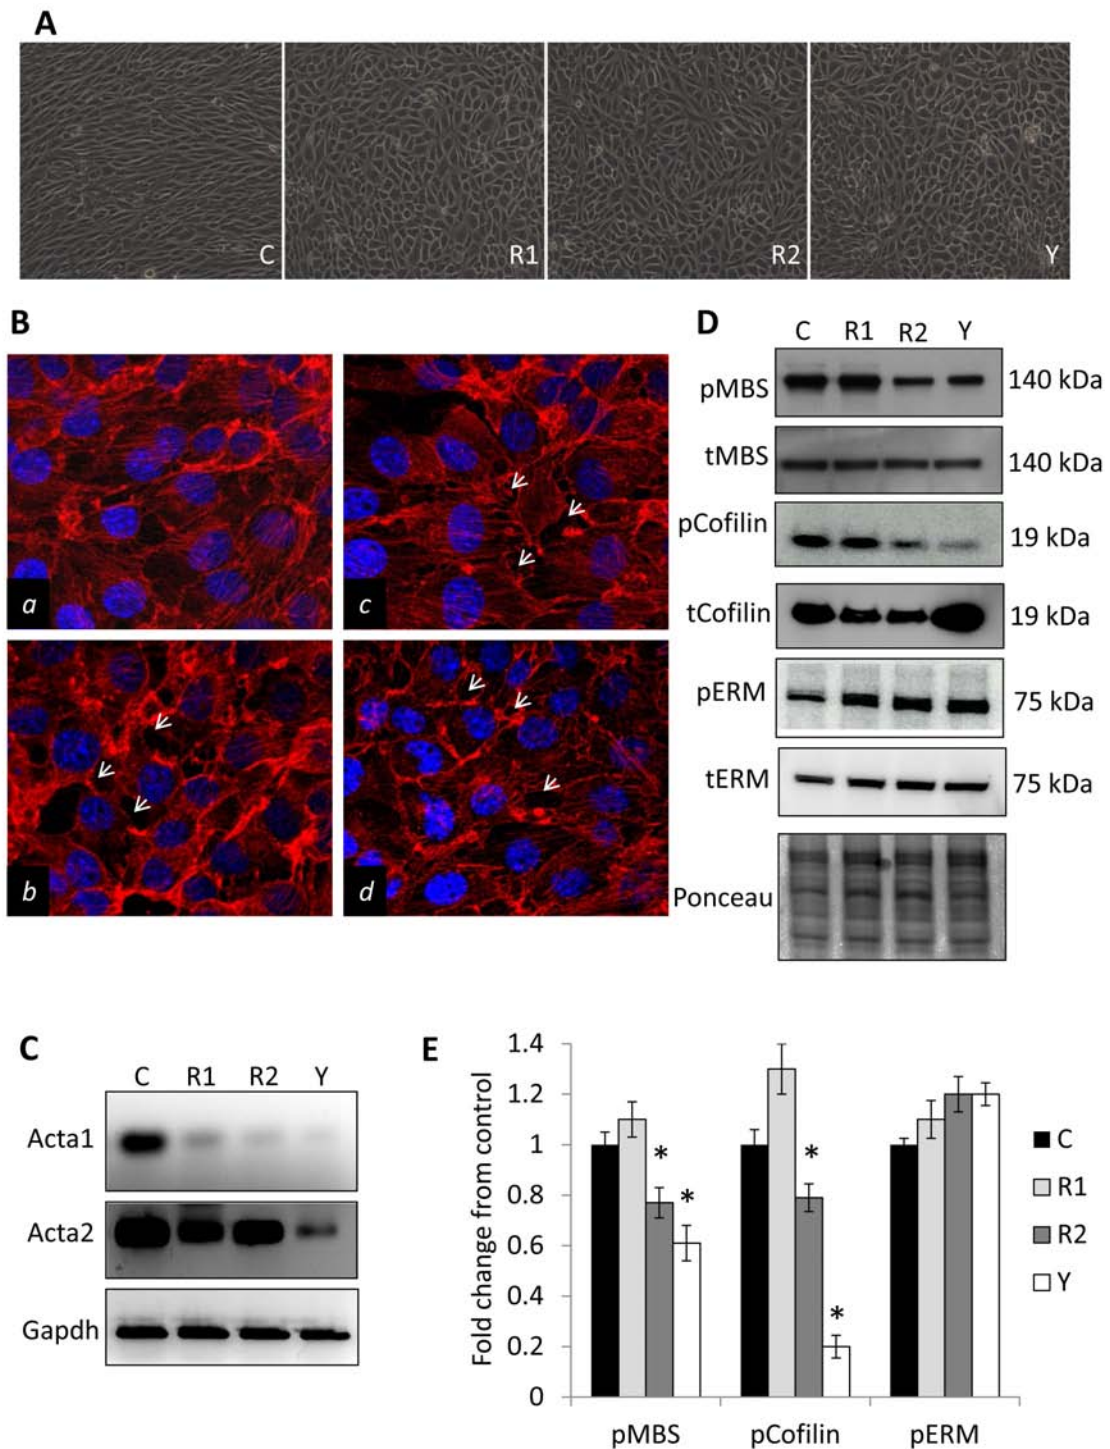 A
C R1 R2 Y
B
a
c
b
d
D
C R1 R2 Y
pMBS 140 kDa
tMBS 140 kDa
pCofilin 19 kDa
tCofilin 19 kDa
pERM 75 kDa
tERM 75 kDa
Ponceau
C
C R1 R2 Y
Acta1
Acta2
Gapdh
E
Fold change from control
1.4
1.2
1
0.8
0.6
0.4
0.2
0
* * * *
pMBS pCofilin pERM
C
R1
R2
Y